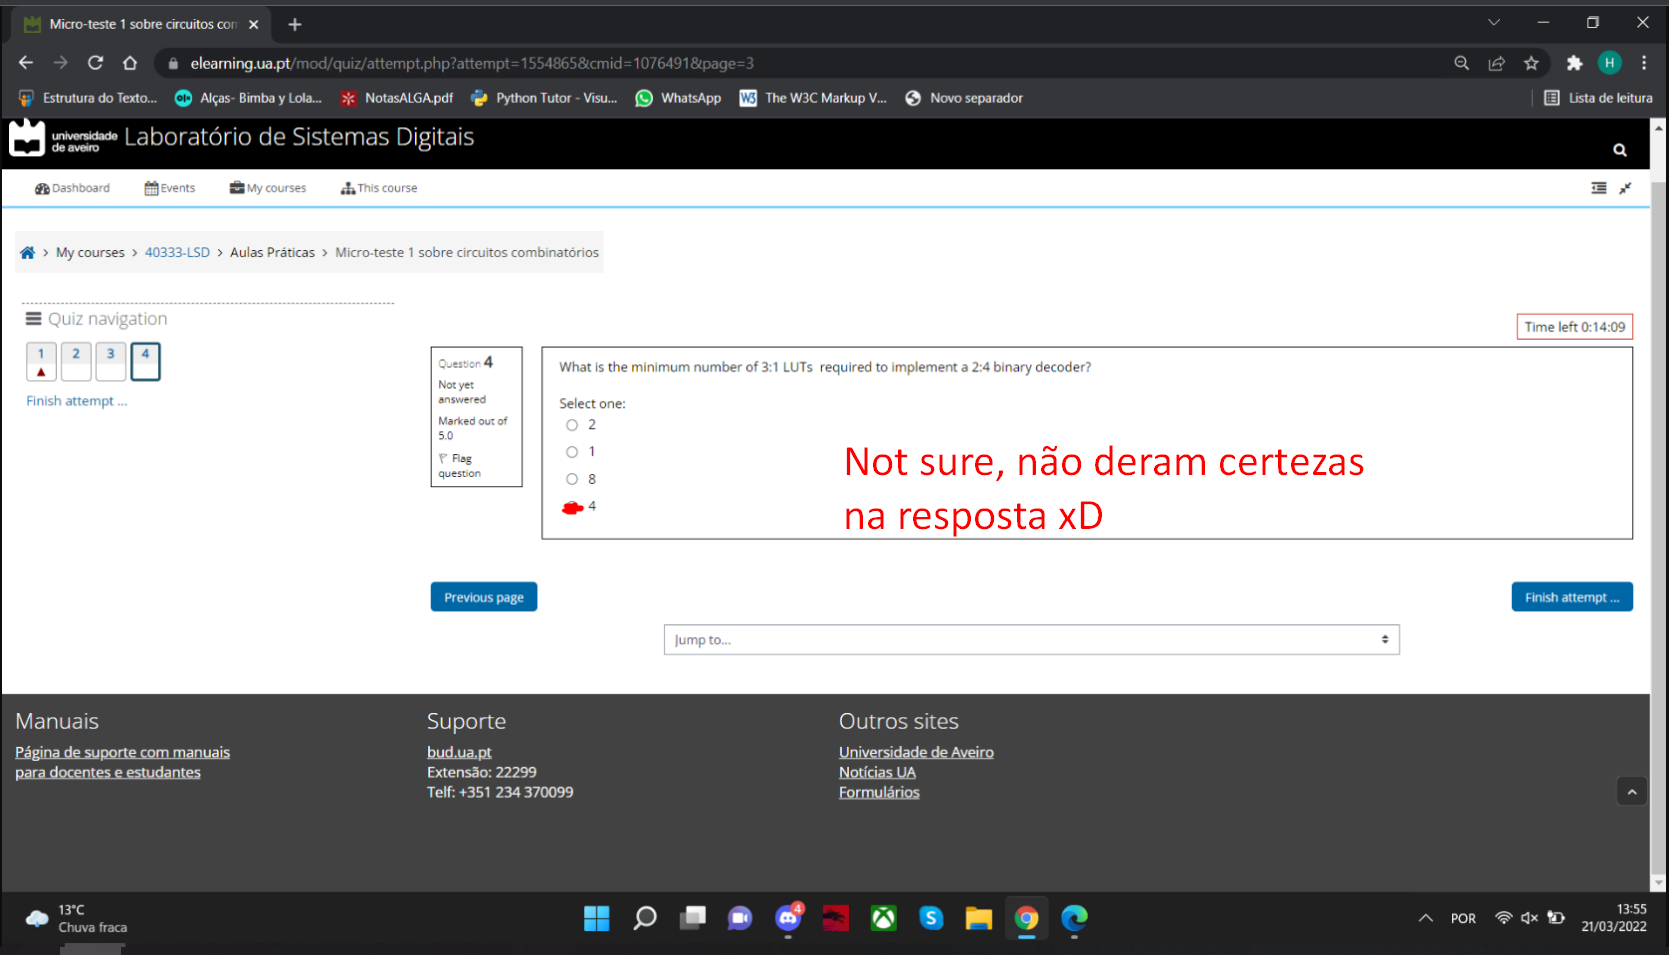 Micro-teste 1 sobre circuitos com
elearning.ua.pt/mod/quiz/attempt.php?attempt=1554865&cmid=1076491&page=3
H
Estrutura do Texto... Alças- Bimba y Lola... NotasALGA.pdf Python Tutor - Visu... WhatsApp The W3C Markup V... Novo separador Lista de leitura
universidade de aveiro Laboratório de Sistemas Digitais
Dashboard Events My courses This course
My courses > 40333-LSD > Aulas Práticas > Micro-teste 1 sobre circuitos combinatórios
Quiz navigation
1 2 3 4
Finish attempt ...
Time left 0:14:09
Question 4
Not yet
answered
Marked out of
5.0
Flag
question
What is the minimum number of 3:1 LUTs required to implement a 2:4 binary decoder?
Select one:
2
1
8
4
Not sure, não deram certezas
na resposta xD
Previous page
Finish attempt ...
Jump to...
Manuais
Página de suporte com manuais
para docentes e estudantes
Suporte
bud.ua.pt
Extensão: 22299
Telf: +351 234 370099
Outros sites
Universidade de Aveiro
Notícias UA
Formulários
13°C
Chuva fraca
4
POR
13:55
21/03/2022